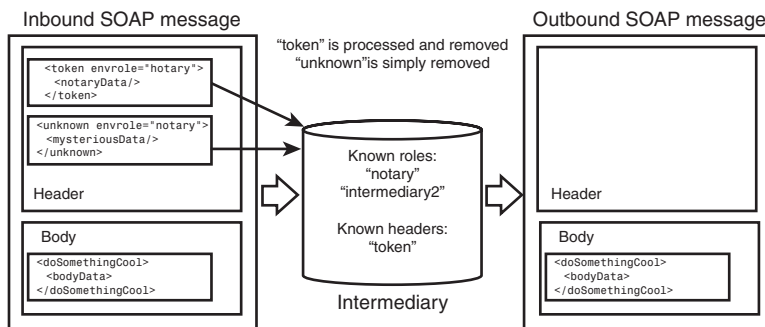 Inbound SOAP message
Outbound SOAP message
“token” is processed and removed
“unknown”is simply removed
<token envrole="hotary">
<notaryData/>
</token>
<unknown envrole="notary">
<mysteriousData/>
</unknown>
Header
Body
<doSomethingCool>
<bodyData>
</doSomethingCool>
Known roles:
“notary”
“intermediary2”
Known headers:
“token”
Intermediary
Header
Body
<doSomethingCool>
<bodyData>
</doSomethingCool>